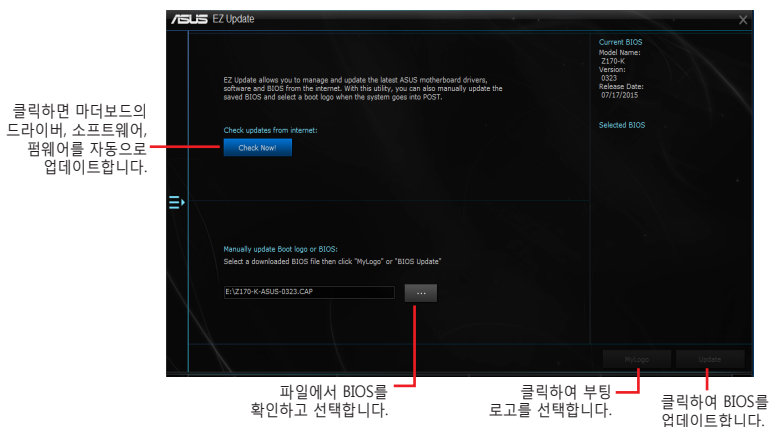 ASUS EZ Update
X
Current BIOS
Model Name:
Z170-K
Version:
0323
Release Date:
07/17/2015
Selected BIOS
EZ Update allows you to manage and update the latest ASUS motherboard drivers,
software and BIOS from the internet. With this utility, you can also manually update the
saved BIOS and select a boot logo when the system goes into POST.
Check updates from internet:
Check Now!
클릭하면 마더보드의
드라이버, 소프트웨어,
펌웨어를 자동으로
업데이트합니다.
Manually update Boot logo or BIOS:
Select a downloaded BIOS file then click "MyLogo" or "BIOS Update"
E:\Z170-K-ASUS-0323.CAP
...
MyLogo
Update
파일에서 BIOS를
확인하고 선택합니다.
클릭하여 부팅
로고를 선택합니다.
클릭하여 BIOS를
업데이트합니다.